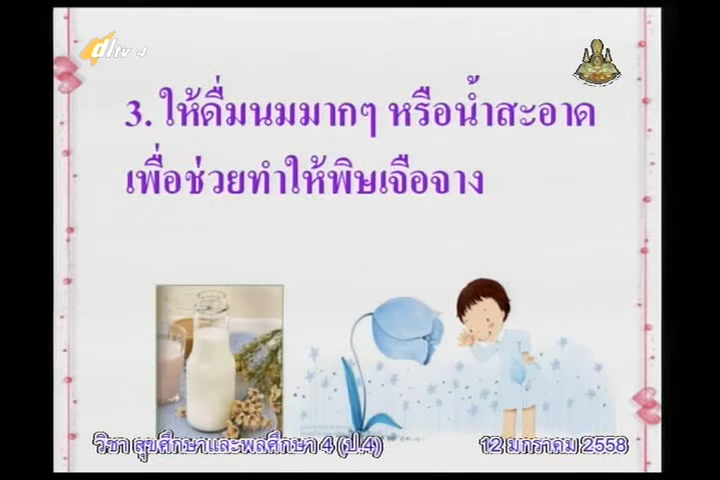 dltv 4
3. ให้ดื่มนมมากๆ หรือน้ำสะอาด
เพื่อช่วยทำให้พิษเจือจาง
วิชา สุขศึกษาและพลศึกษา 4 (ป.4) 12 มกราคม 2558